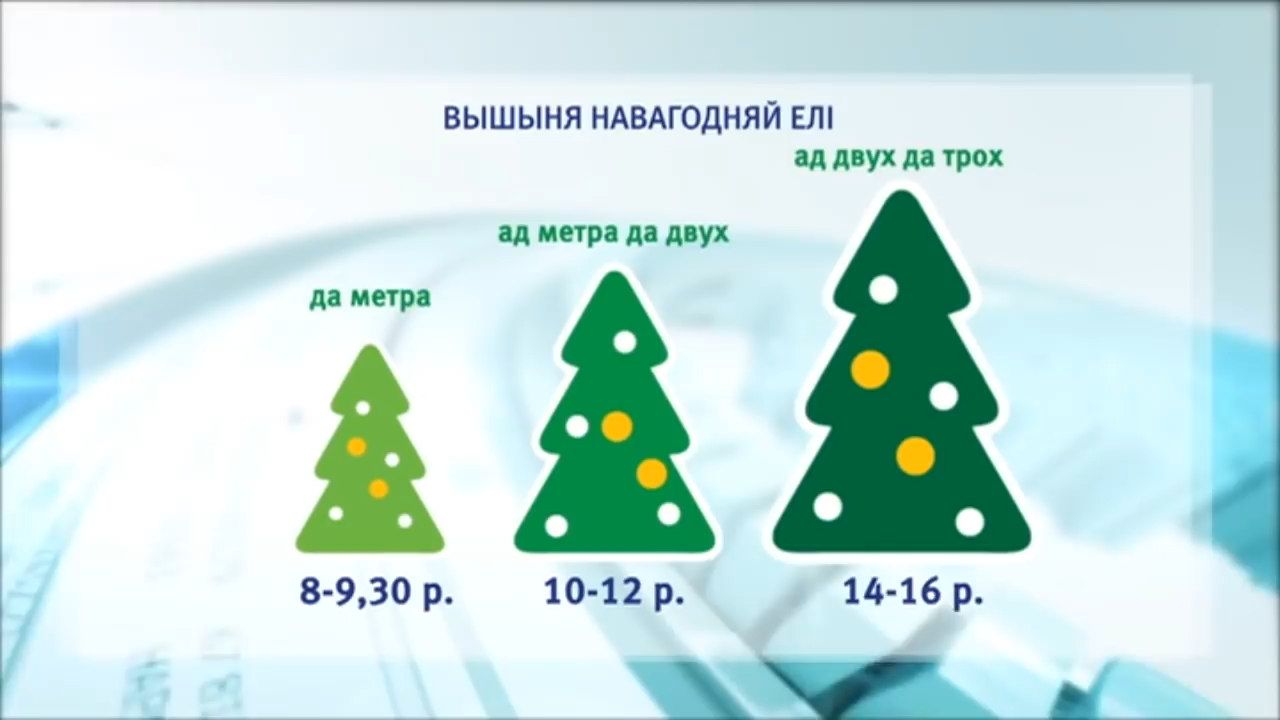 ВЫШЫНЯ НАВАГОДНЯЙ ЕЛІ
да метра
ад метра да двух
ад двух да трох
8-9,30 р.
10-12 р.
14-16 р.